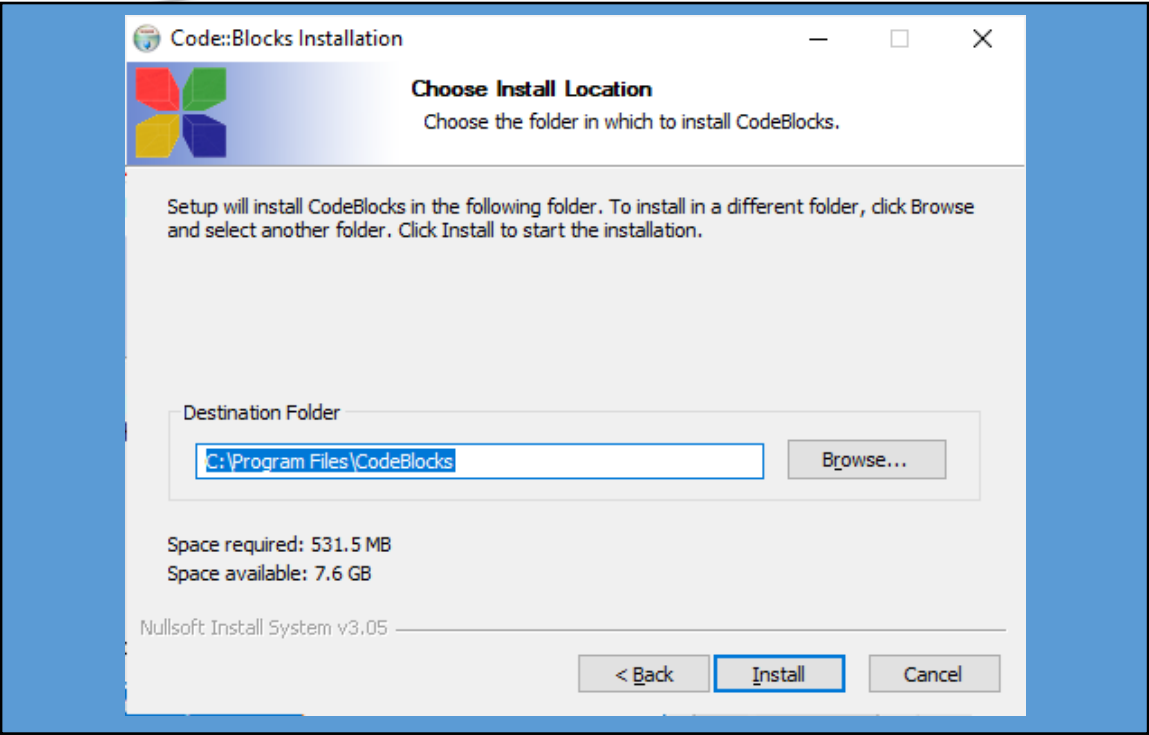 Code::Blocks Installation
Choose Install Location
Choose the folder in which to install CodeBlocks.
Setup will install CodeBlocks in the following folder. To install in a different folder, click Browse
and select another folder. Click Install to start the installation.
Destination Folder
C:\Program Files\CodeBlocks
Browse...
Space required: 531.5 MB
Space available: 7.6 GB
Nullsoft Install System v3.05
< Back
Install
Cancel